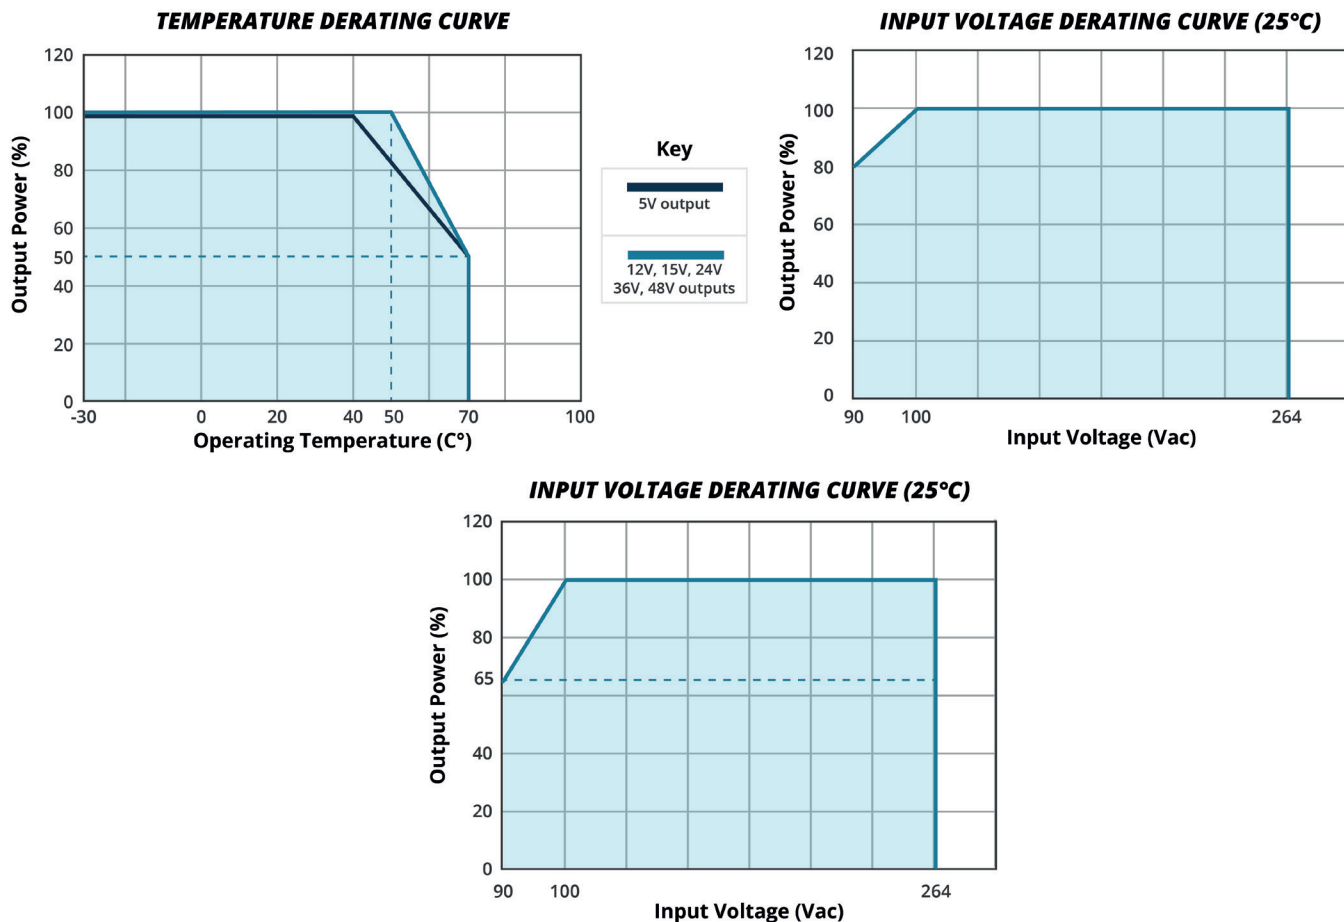 TEMPERATURE DERATING CURVE
120
100
80
60
50
40
20
0
Output Power (%)
-30
0
20
40
50
70
100
Operating Temperature (C°)
Key
5V output
12V, 15V, 24V
36V, 48V outputs
INPUT VOLTAGE DERATING CURVE (25°C)
120
100
80
60
40
20
0
Output Power (%)
90
100
264
Input Voltage (Vac)
INPUT VOLTAGE DERATING CURVE (25°C)
120
100
80
65
40
20
0
Output Power (%)
90
100
264
Input Voltage (Vac)